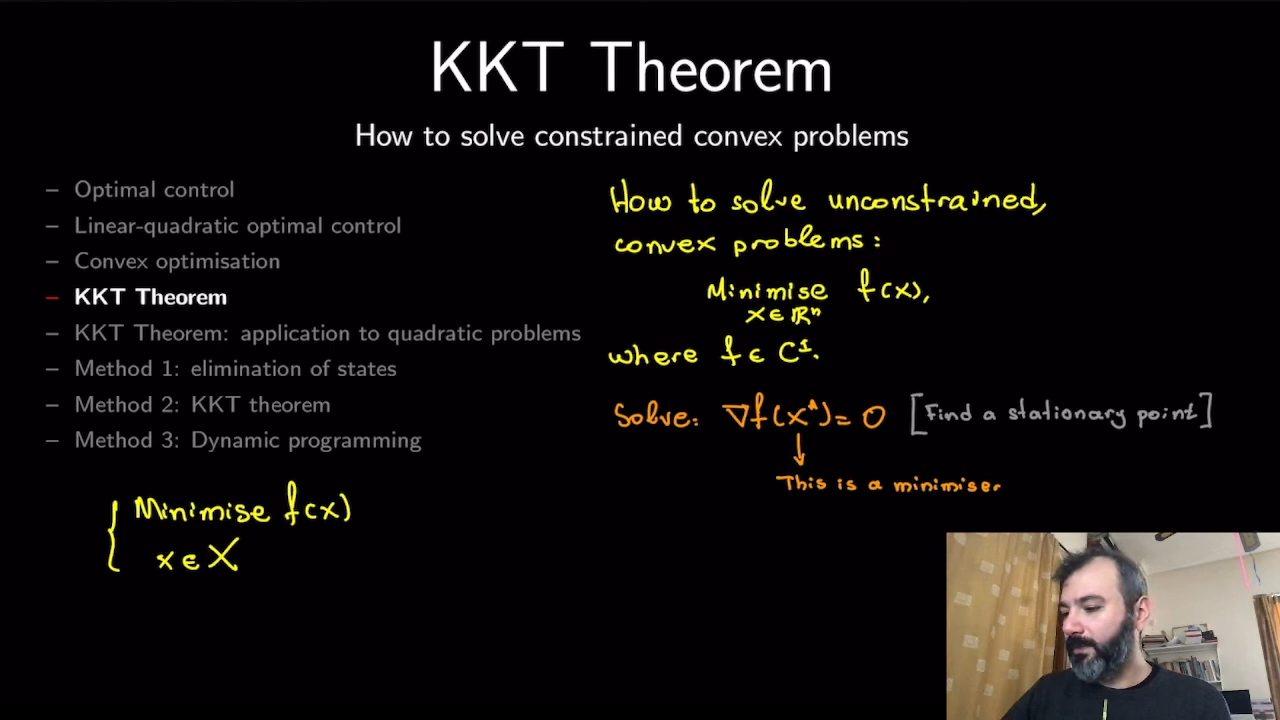 KKT Theorem
How to solve constrained convex problems
– Optimal control
– Linear-quadratic optimal control
– Convex optimisation
– KKT Theorem
– KKT Theorem: application to quadratic problems
– Method 1: elimination of states
– Method 2: KKT theorem
– Method 3: Dynamic programming
{ Minimise f(x)
x ∈ X
How to solve unconstrained,
convex problems:
Minimise f(x),
x ∈ ℝⁿ
where f ∈ C¹.
Solve: ∇f(x*) = 0 [Find a stationary point]
↓
This is a minimiser